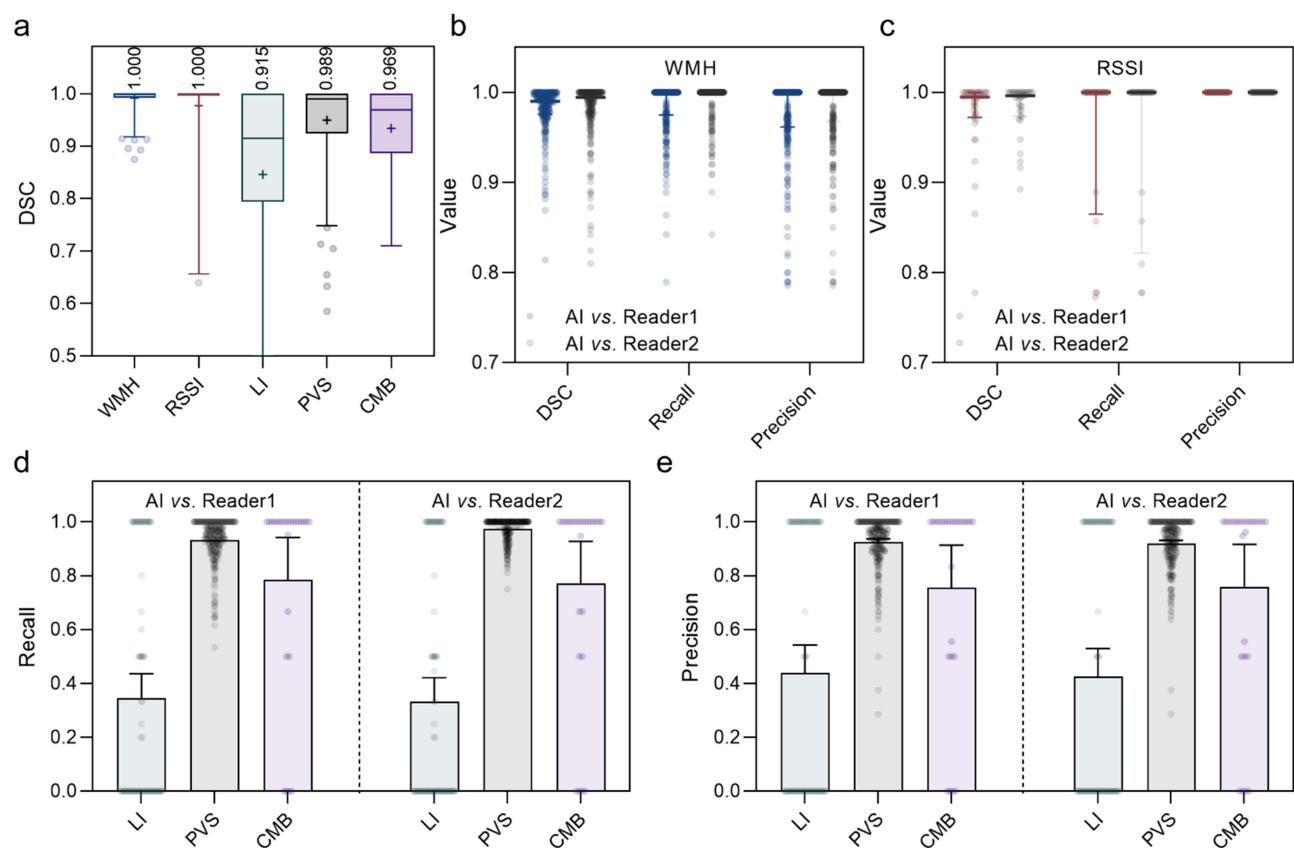 a
1.000
1.000
0.915
0.989
0.969
DSC
1.0
0.9
0.8
0.7
0.6
0.5
WMH
RSSI
LI
PVS
CMB
b
WMH
Value
1.0
0.9
0.8
0.7
AI vs. Reader1
AI vs. Reader2
DSC
Recall
Precision
c
RSSI
Value
1.0
0.9
0.8
0.7
AI vs. Reader1
AI vs. Reader2
DSC
Recall
Precision
d
AI vs. Reader1
AI vs. Reader2
Recall
1.0
0.8
0.6
0.4
0.2
0.0
LI
PVS
CMB
LI
PVS
CMB
e
AI vs. Reader1
AI vs. Reader2
Precision
1.0
0.8
0.6
0.4
0.2
0.0
LI
PVS
CMB
LI
PVS
CMB